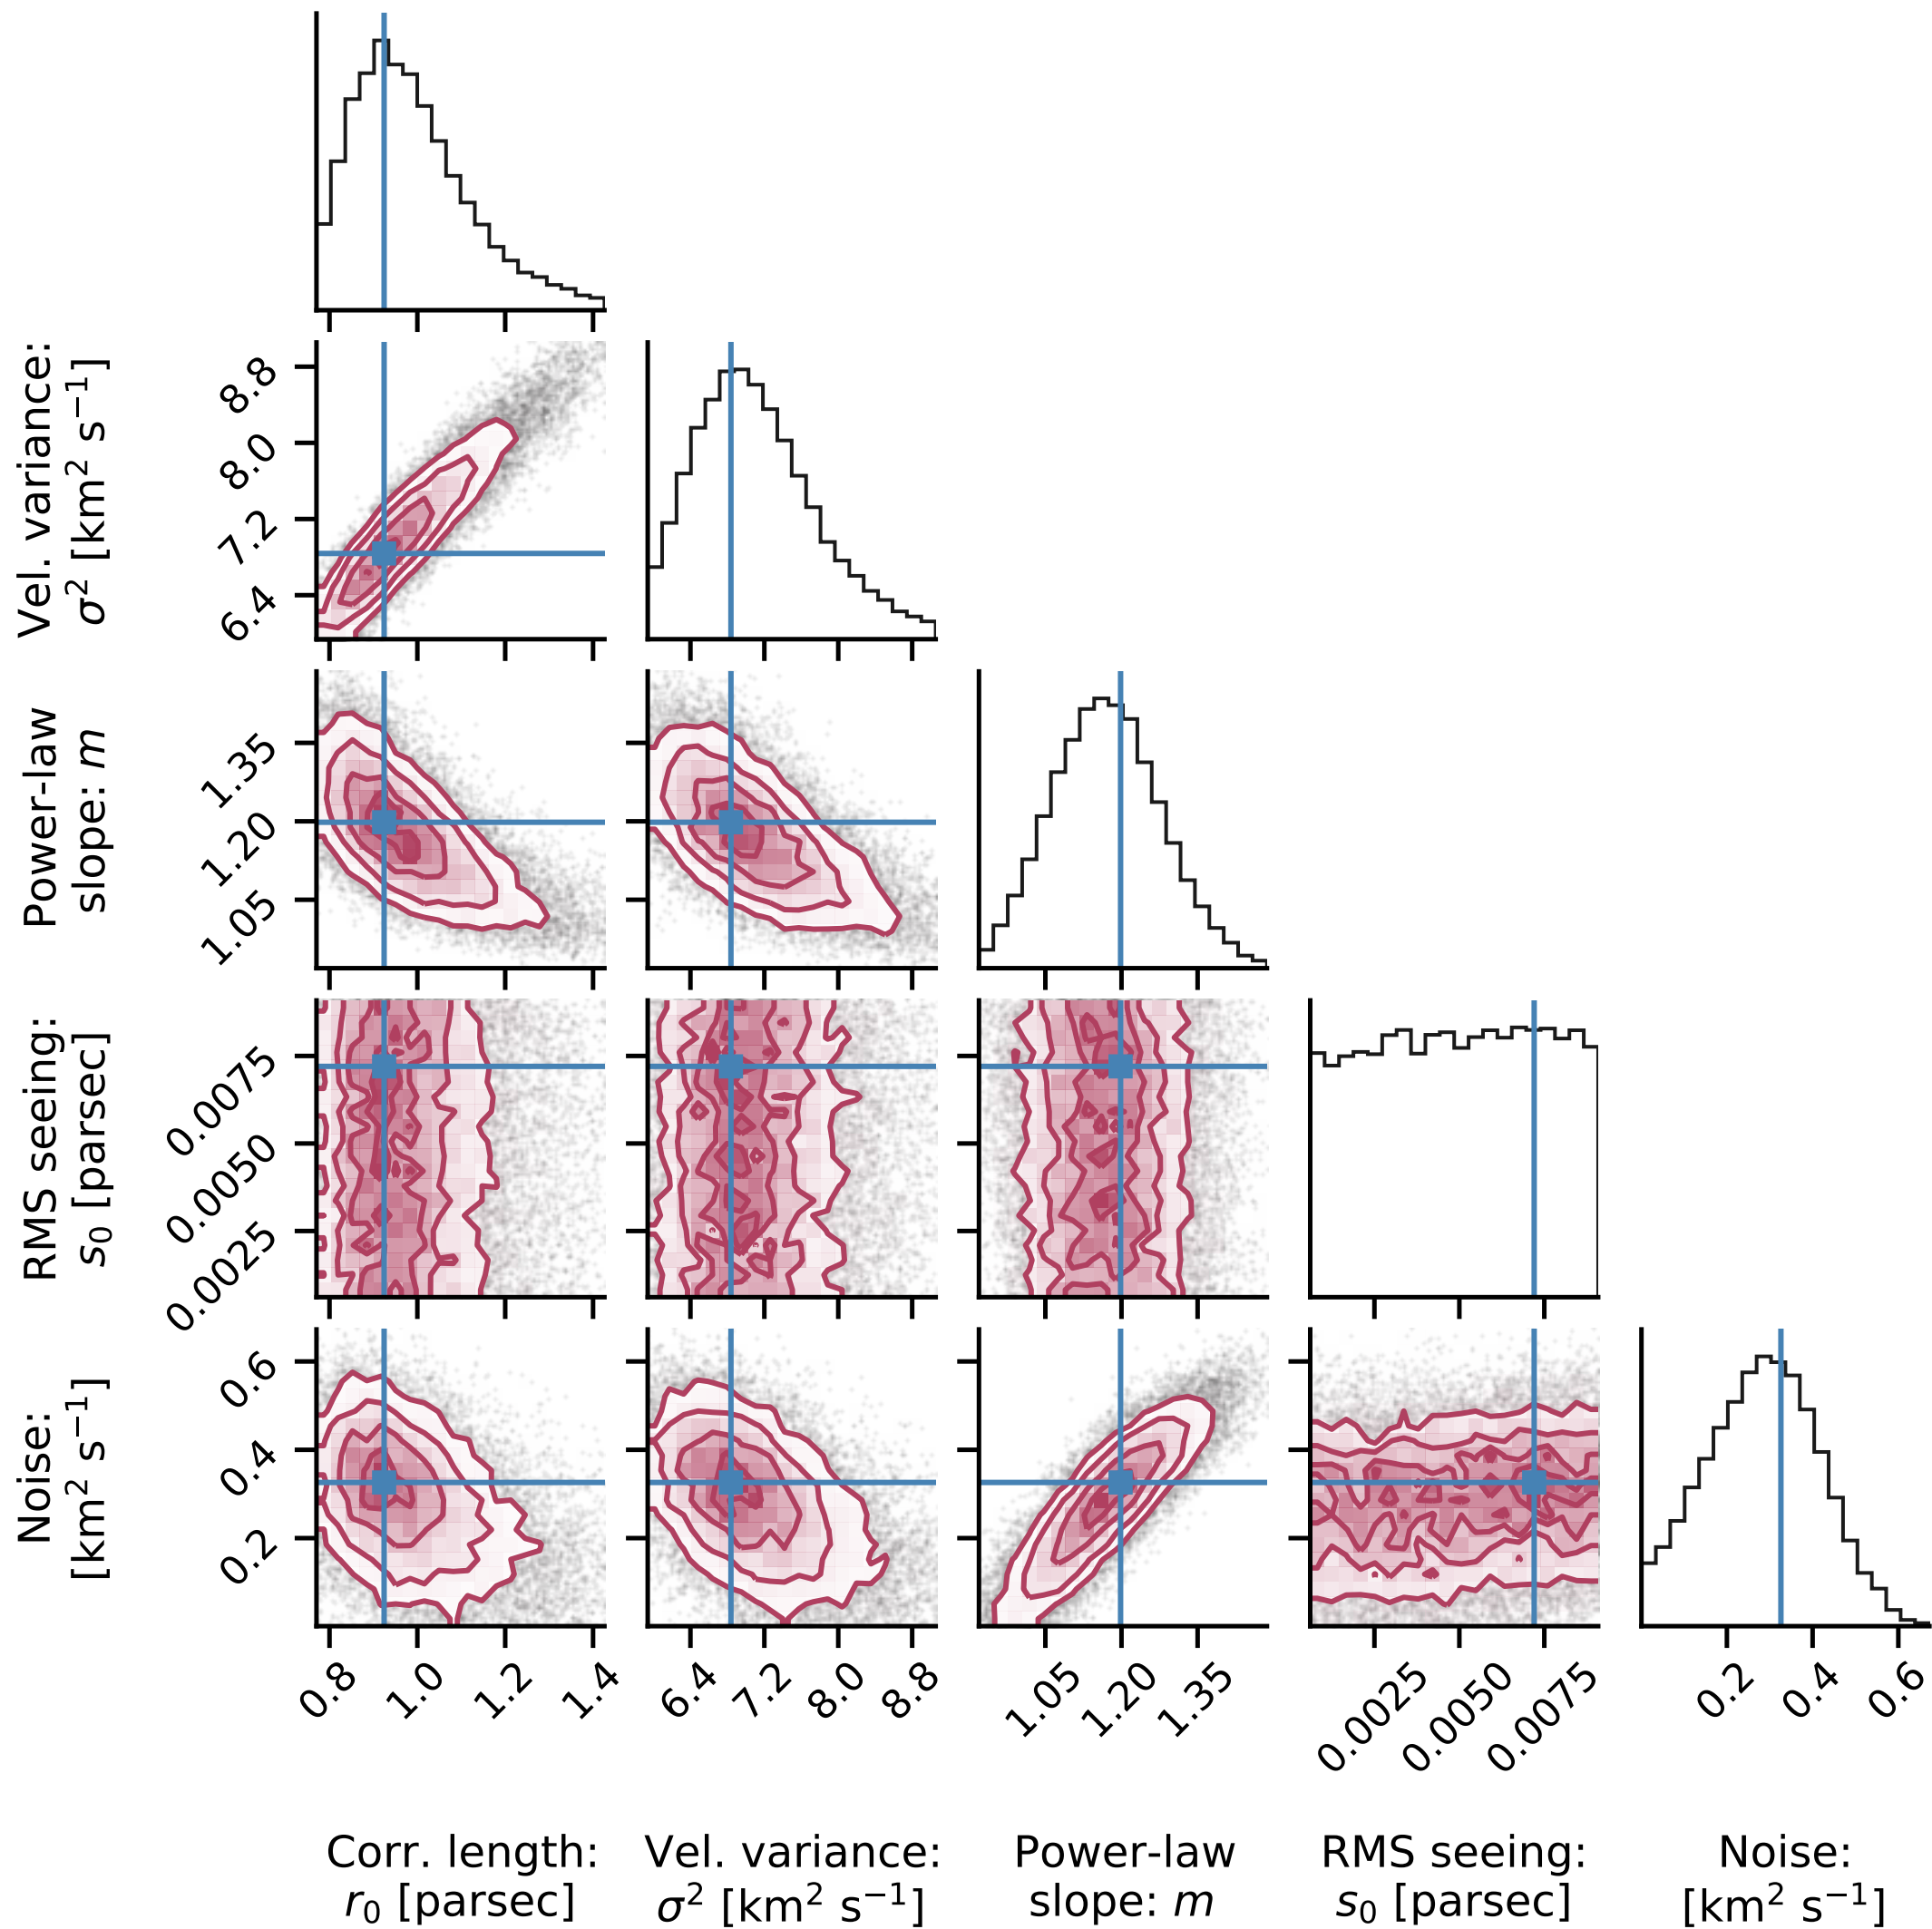 Vel. variance:
σ² [km² s⁻¹]
8.8
8.0
7.2
6.4
Power-law
slope: m
1.35
1.20
1.05
RMS seeing:
s₀ [parsec]
0.0075
0.0050
0.0025
Noise:
[km² s⁻¹]
0.6
0.4
0.2
0.8 1.0 1.2 1.4 6.4 7.2 8.0 8.8 1.05 1.20 1.35 0.0025 0.0050 0.0075 0.2 0.4 0.6
Corr. length: Vel. variance: Power-law RMS seeing: Noise:
r₀ [parsec] σ² [km² s⁻¹] slope: m s₀ [parsec] [km² s⁻¹]